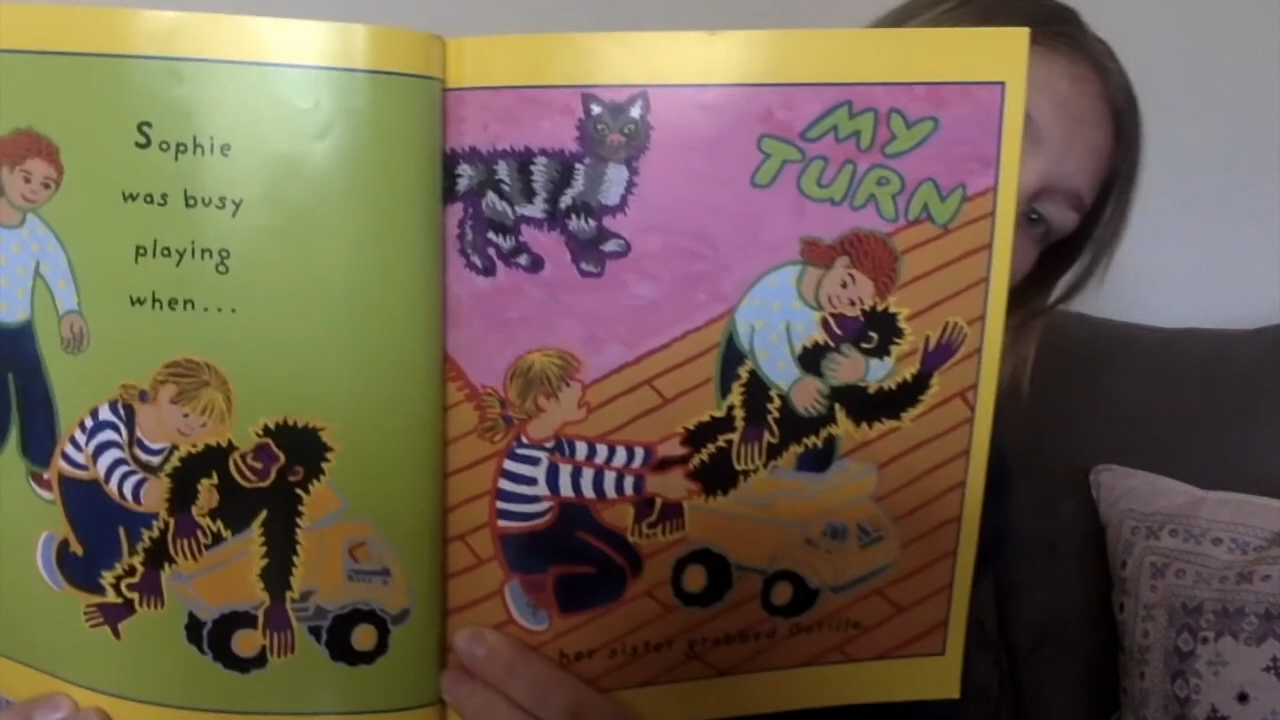 Sophie
was busy
playing
when...
MY
TURN
her sister grabbed Gorilla.